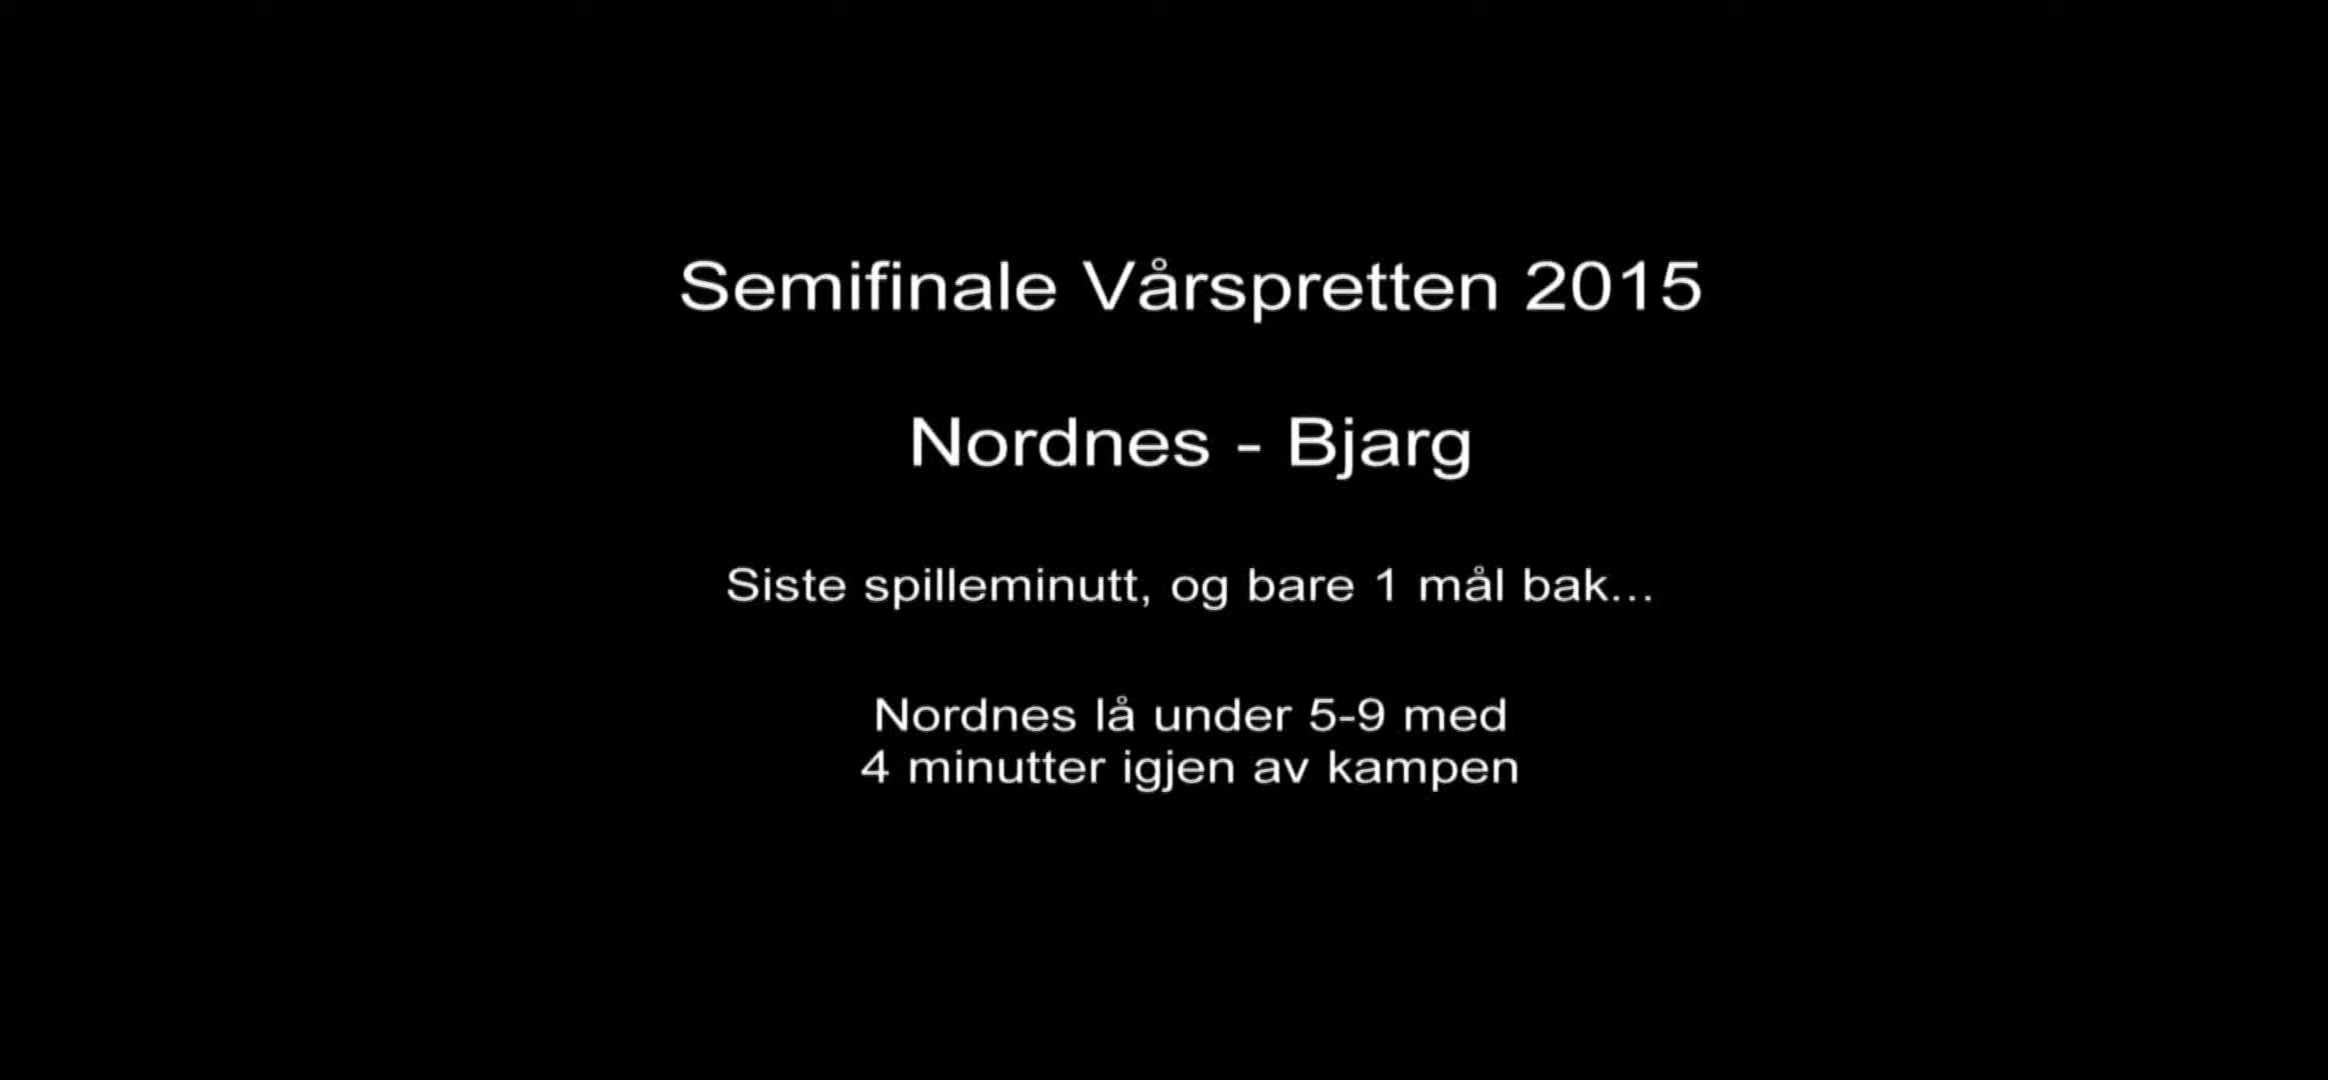 Semifinale Vårspretten 2015
Nordnes - Bjarg
Siste spilleminutt, og bare 1 mål bak...
Nordnes lå under 5-9 med
4 minutter igjen av kampen